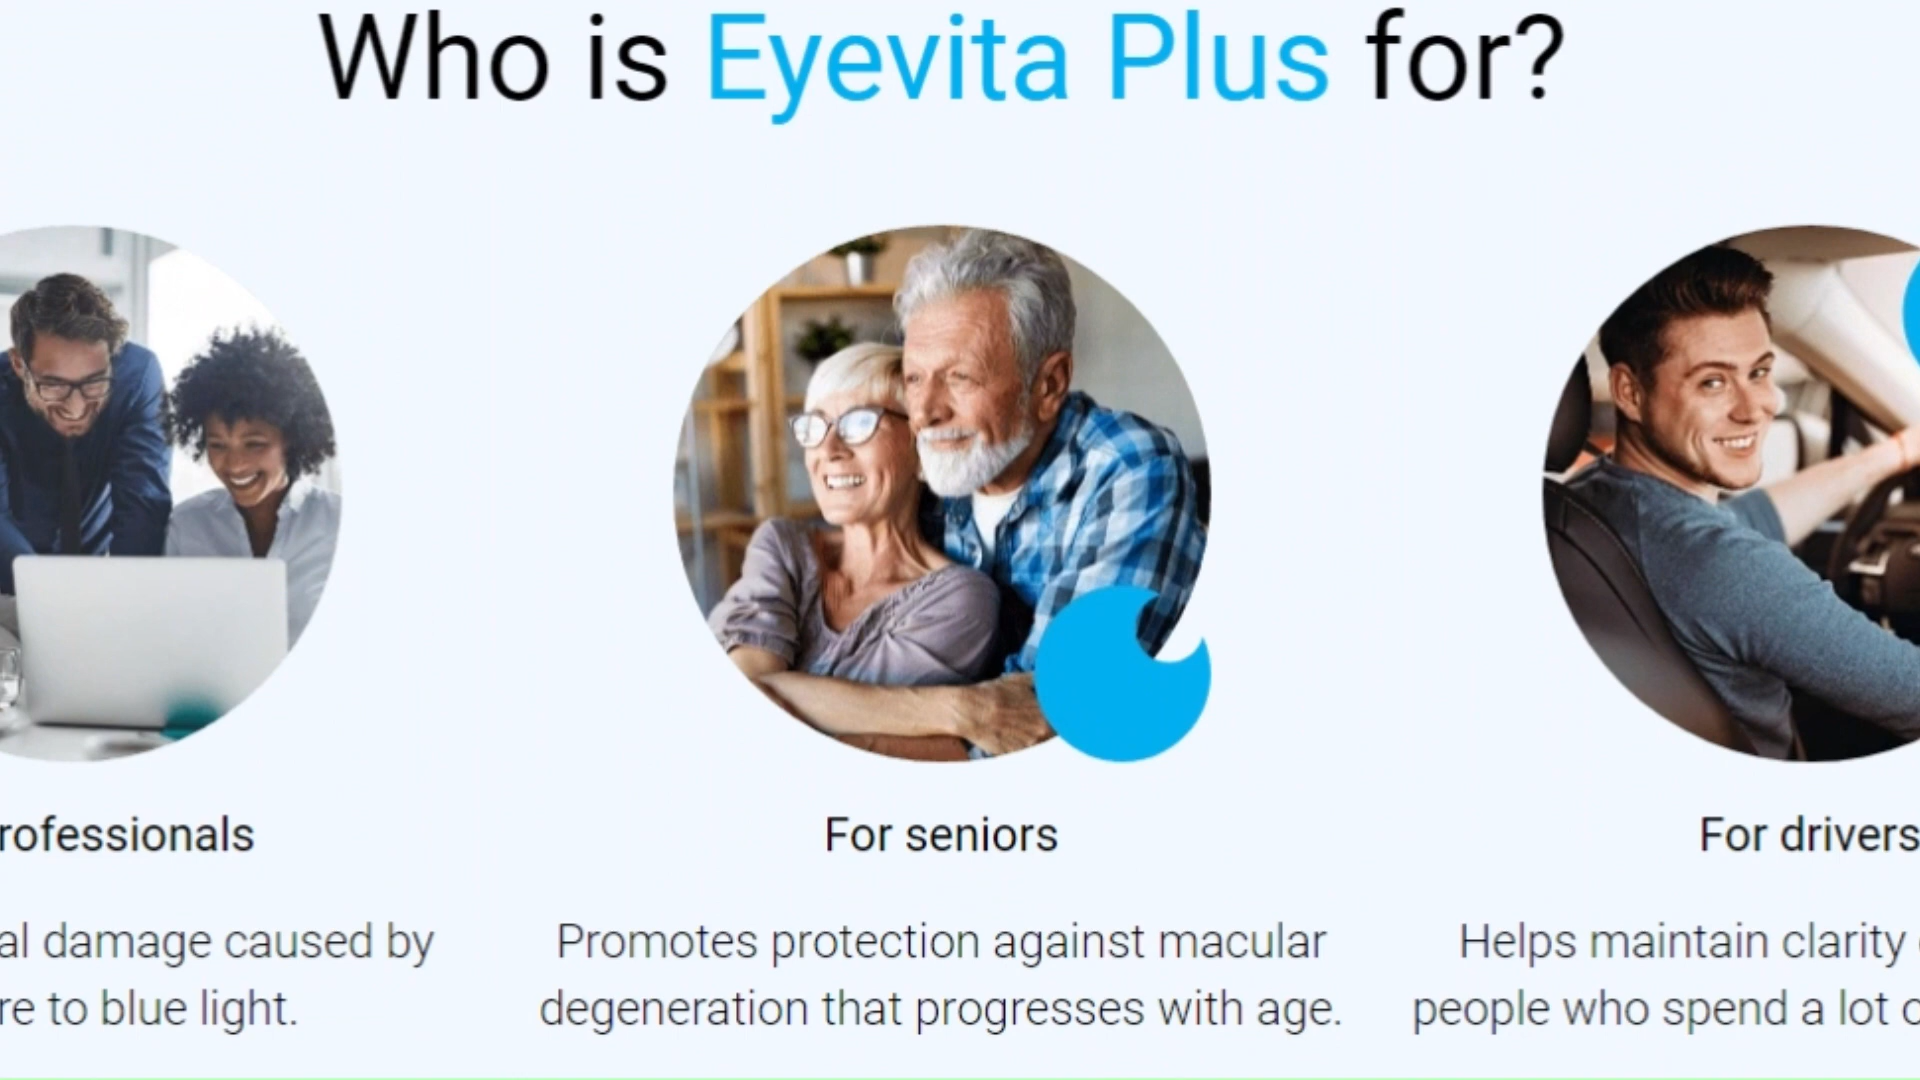 Who is Eyevita Plus for?
rofessionals
al damage caused by
re to blue light.
For seniors
Promotes protection against macular
degeneration that progresses with age.
For drivers
Helps maintain clarity
people who spend a lot